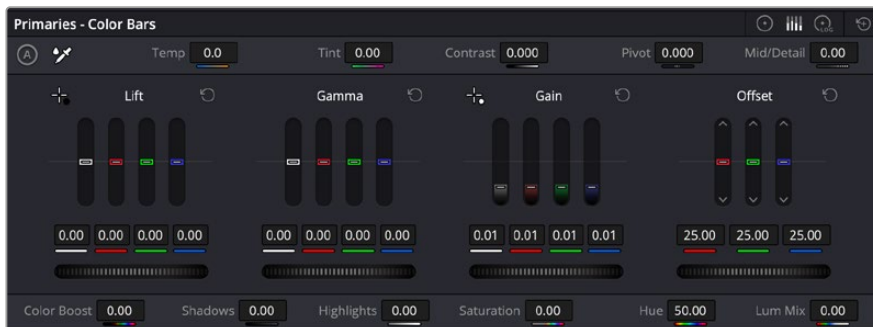 Primaries - Color Bars
A Temp 0.0 Tint 0.00 Contrast 0.000 Pivot 0.000 Mid/Detail 0.00
Lift Gamma Gain Offset
0.00 0.00 0.00 0.00 0.00 0.00 0.00 0.00 0.01 0.01 0.01 0.01 25.00 25.00 25.00
Color Boost 0.00 Shadows 0.00 Highlights 0.00 Saturation 0.00 Hue 50.00 Lum Mix 0.00